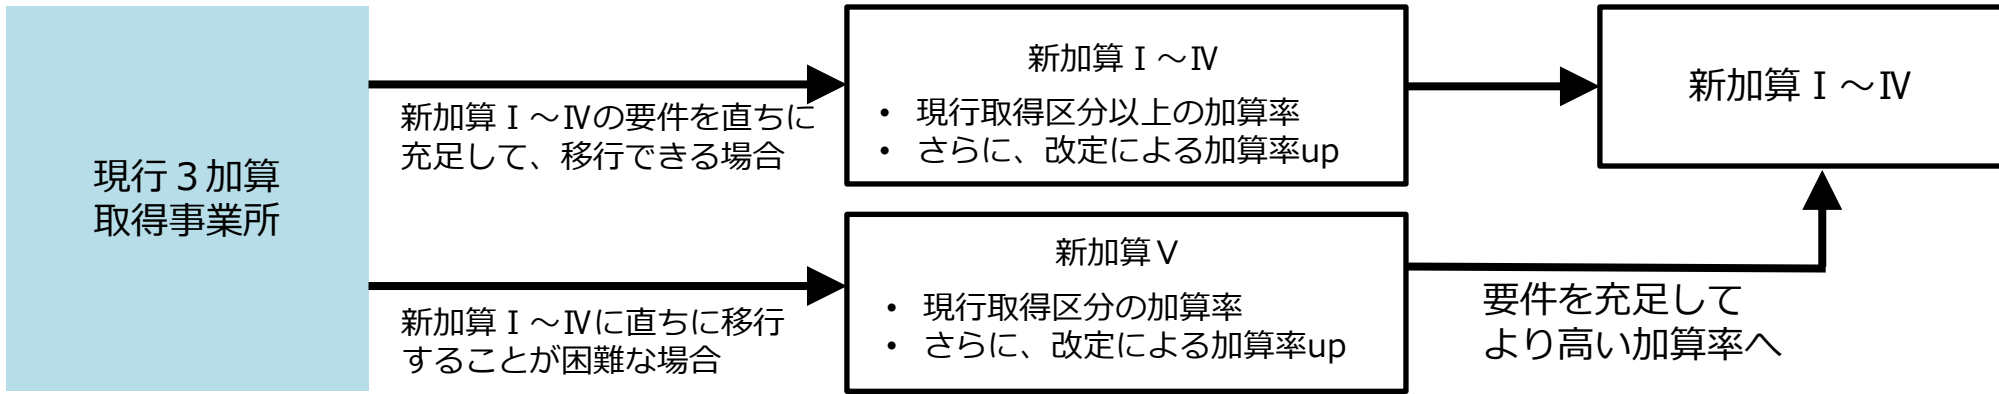 現行３加算
取得事業所
新加算Ⅰ～Ⅳの要件を直ちに
充足して、移行できる場合
新加算Ⅰ～Ⅳに直ちに移行
することが困難な場合
新加算Ⅰ～Ⅳ
• 現行取得区分以上の加算率
• さらに、改定による加算率up
新加算Ⅴ
• 現行取得区分の加算率
• さらに、改定による加算率up
新加算Ⅰ～Ⅳ
要件を充足して
より高い加算率へ